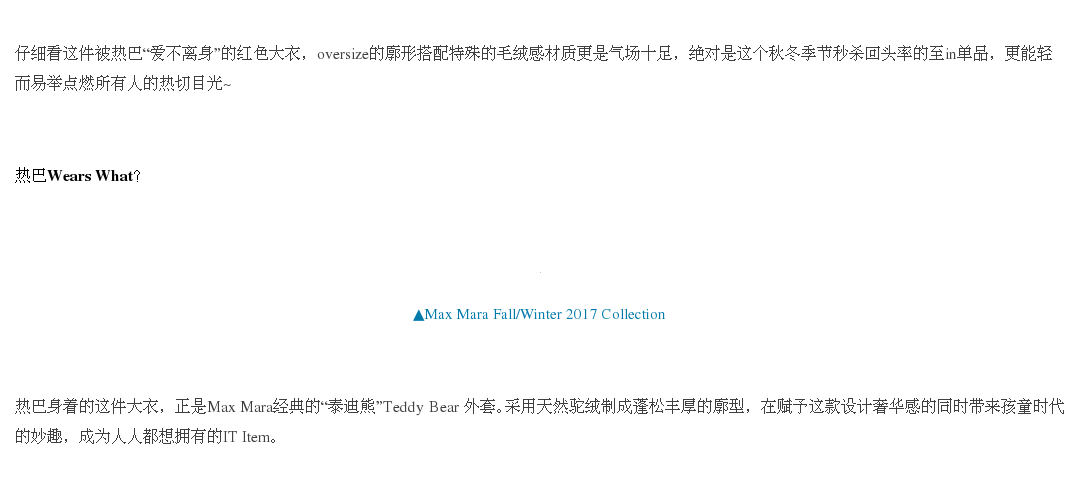 仔细看这件被热巴“爱不离身”的红色大衣，oversize的廓形搭配特殊的毛绒感材质更是气场十足，绝对是这个秋冬季节秒杀回头率的至in单品，更能轻
而易举点燃所有人的热切目光~
热巴Wears What?
▲Max Mara Fall/Winter 2017 Collection
热巴身着的这件大衣，正是Max Mara经典的“泰迪熊”Teddy Bear 外套。采用天然驼绒制成蓬松丰厚的廓型，在赋予这款设计奢华感的同时带来孩童时代
的妙趣，成为人人都想拥有的IT Item。